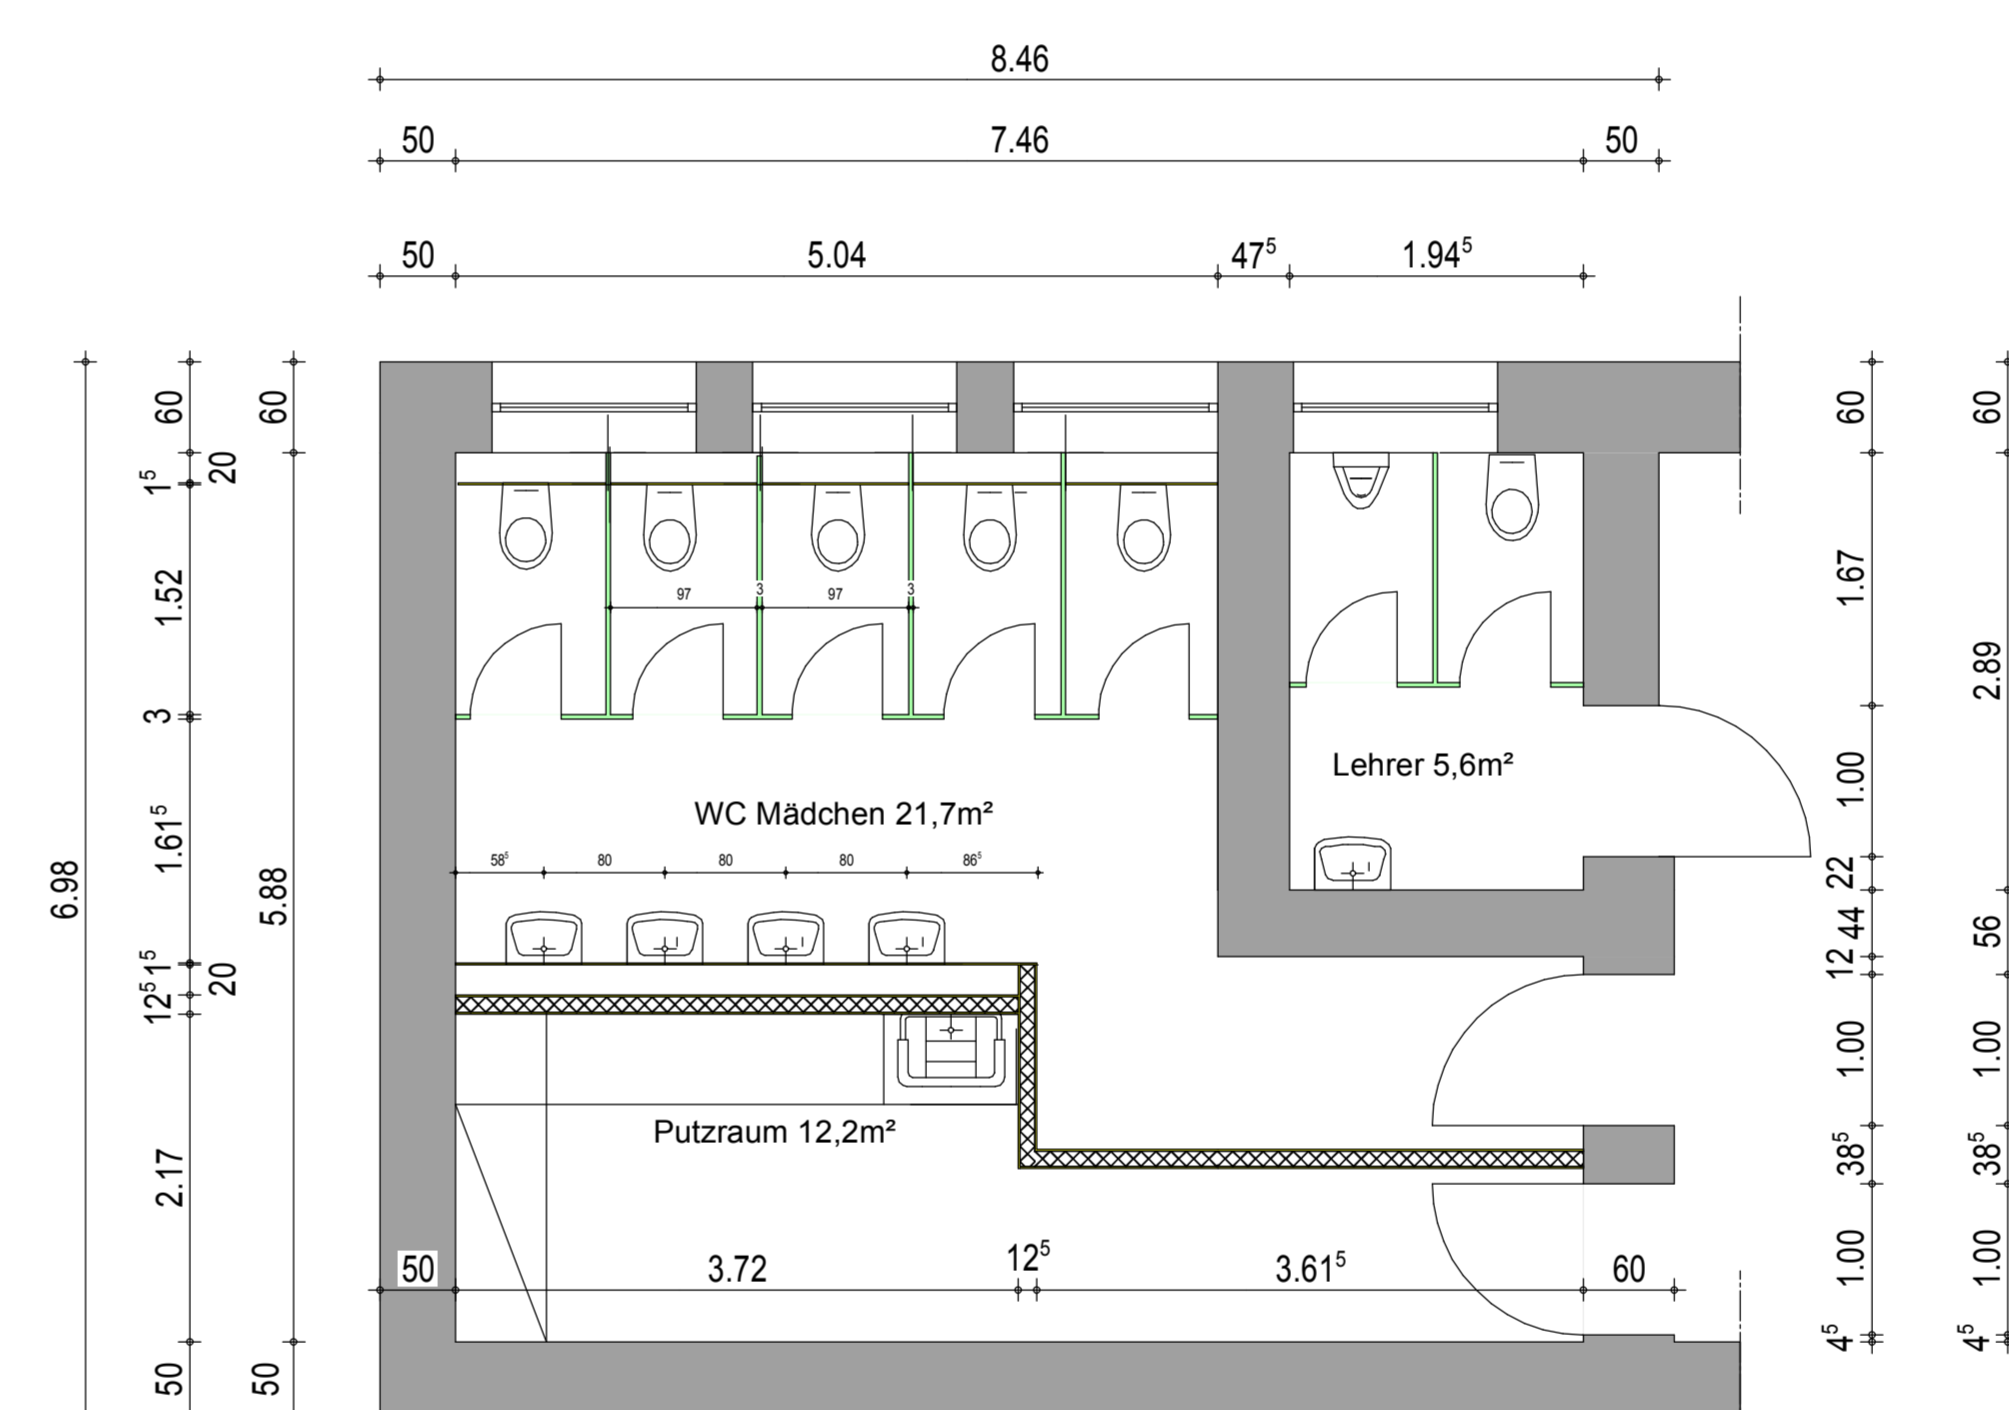 8.46
50 7.46 50
50 5.04 47⁵ 1.94⁵
60 60 60 60
1⁵ 20
1.52 1.67
97 3 97 3
2.89
3
Lehrer 5,6m²
1.00
WC Mädchen 21,7m²
1.61⁵
58⁵ 80 80 80 86⁵
22
6.98 5.88
44 56
1⁵ 20 12
12⁵
1.00 1.00
Putzraum 12,2m²
2.17
38⁵ 38⁵
50 3.72 12⁵ 3.61⁵ 60
1.00 1.00
4⁵ 4⁵
50 50